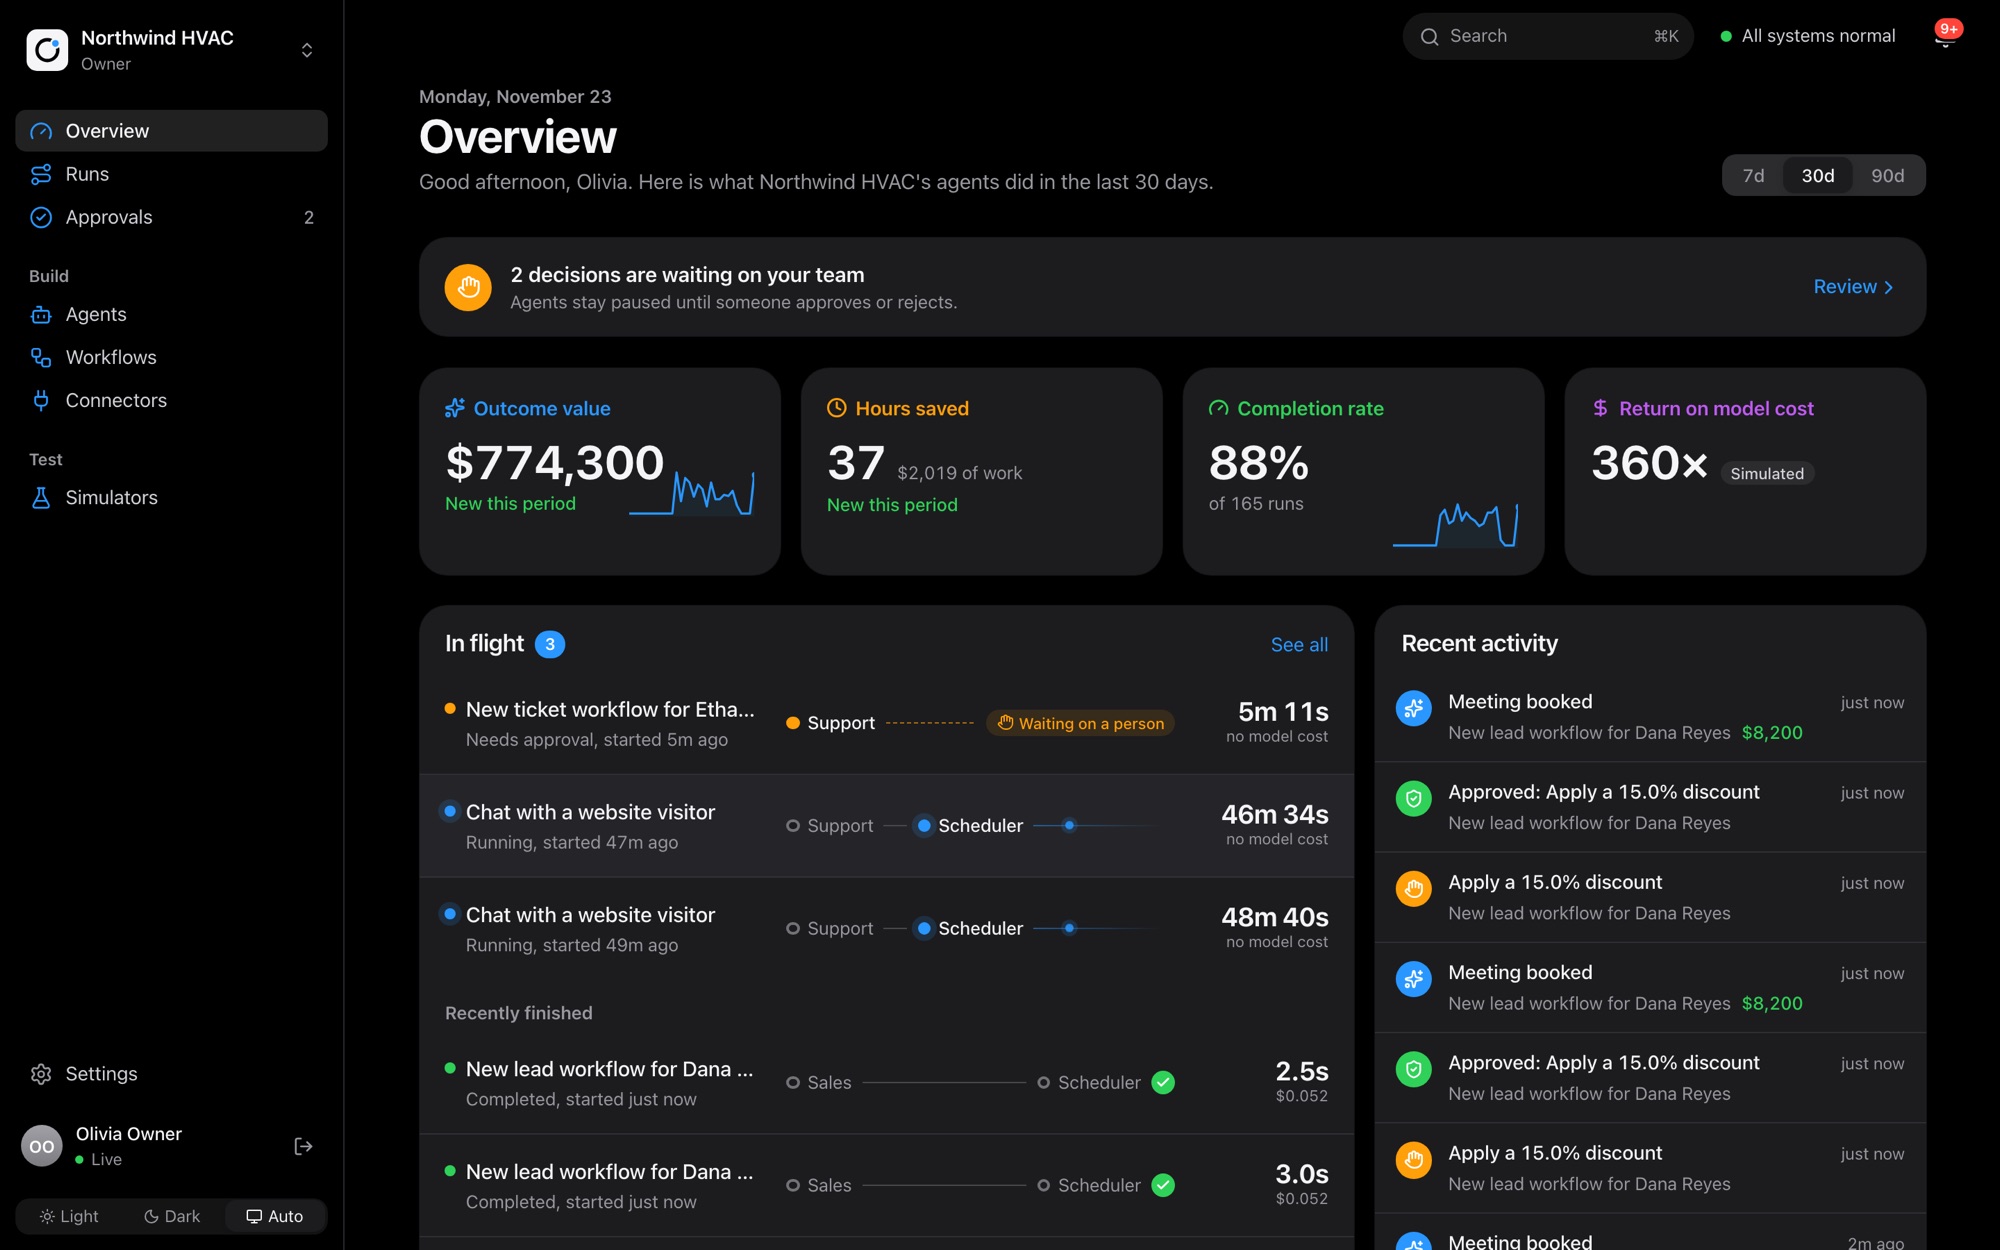 Northwind HVAC
Owner
Overview
Runs
Approvals 2
Build
Agents
Workflows
Connectors
Test
Simulators
Settings
OO
Olivia Owner
Live
Light Dark Auto
Search ⌘K
All systems normal
9+
Monday, November 23
Overview
Good afternoon, Olivia. Here is what Northwind HVAC's agents did in the last 30 days.
7d 30d 90d
2 decisions are waiting on your team
Agents stay paused until someone approves or rejects.
Review
Outcome value
$774,300
New this period
Hours saved
37 $2,019 of work
New this period
Completion rate
88%
of 165 runs
Return on model cost
360× Simulated
In flight 3 See all
New ticket workflow for Etha...
Needs approval, started 5m ago
Support Waiting on a person
5m 11s
no model cost
Chat with a website visitor
Running, started 47m ago
Support Scheduler
46m 34s
no model cost
Chat with a website visitor
Running, started 49m ago
Support Scheduler
48m 40s
no model cost
Recently finished
New lead workflow for Dana ...
Completed, started just now
Sales Scheduler
2.5s
$0.052
New lead workflow for Dana ...
Completed, started just now
Sales Scheduler
3.0s
$0.052
Recent activity
Meeting booked just now
New lead workflow for Dana Reyes $8,200
Approved: Apply a 15.0% discount just now
New lead workflow for Dana Reyes
Apply a 15.0% discount just now
New lead workflow for Dana Reyes
Meeting booked just now
New lead workflow for Dana Reyes $8,200
Approved: Apply a 15.0% discount just now
New lead workflow for Dana Reyes
Apply a 15.0% discount just now
New lead workflow for Dana Reyes
Meeting booked 2m ago